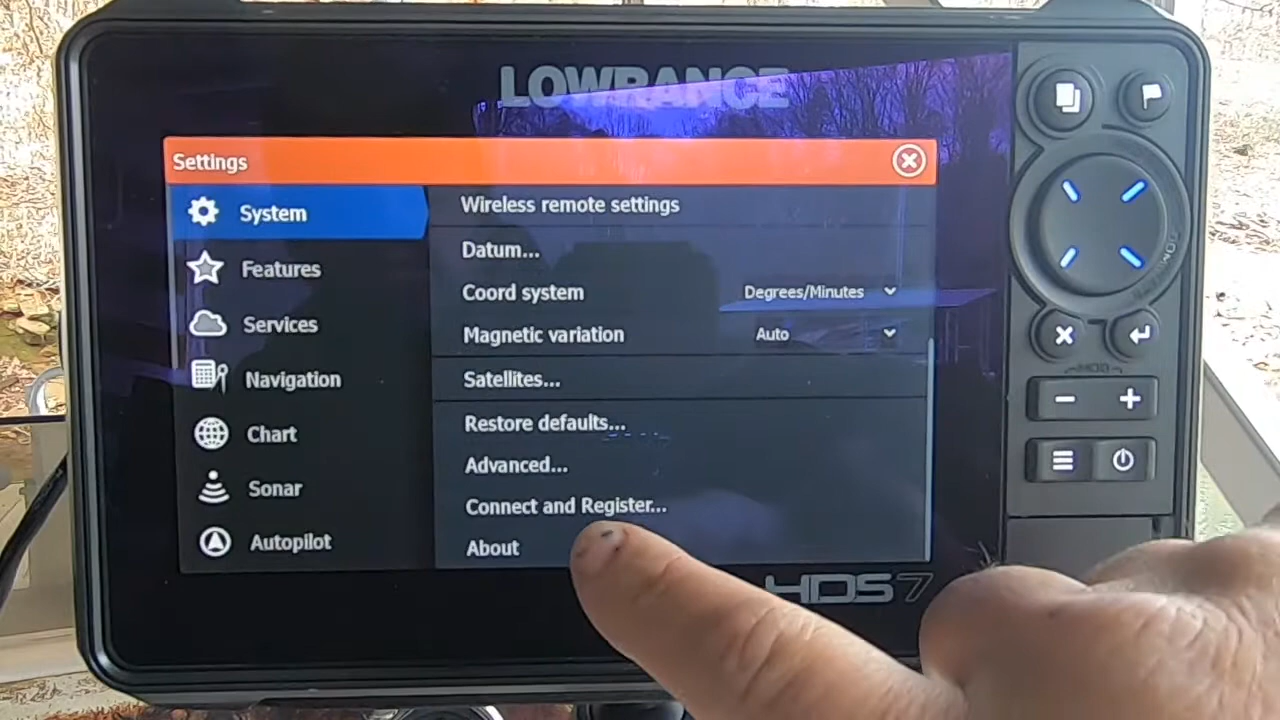 LOWRANCE
Settings
System
Features
Services
Navigation
Chart
Sonar
Autopilot
Wireless remote settings
Datum...
Coord system Degrees/Minutes
Magnetic variation Auto
Satellites...
Restore defaults...
Advanced...
Connect and Register...
About
HDS 7
MOB